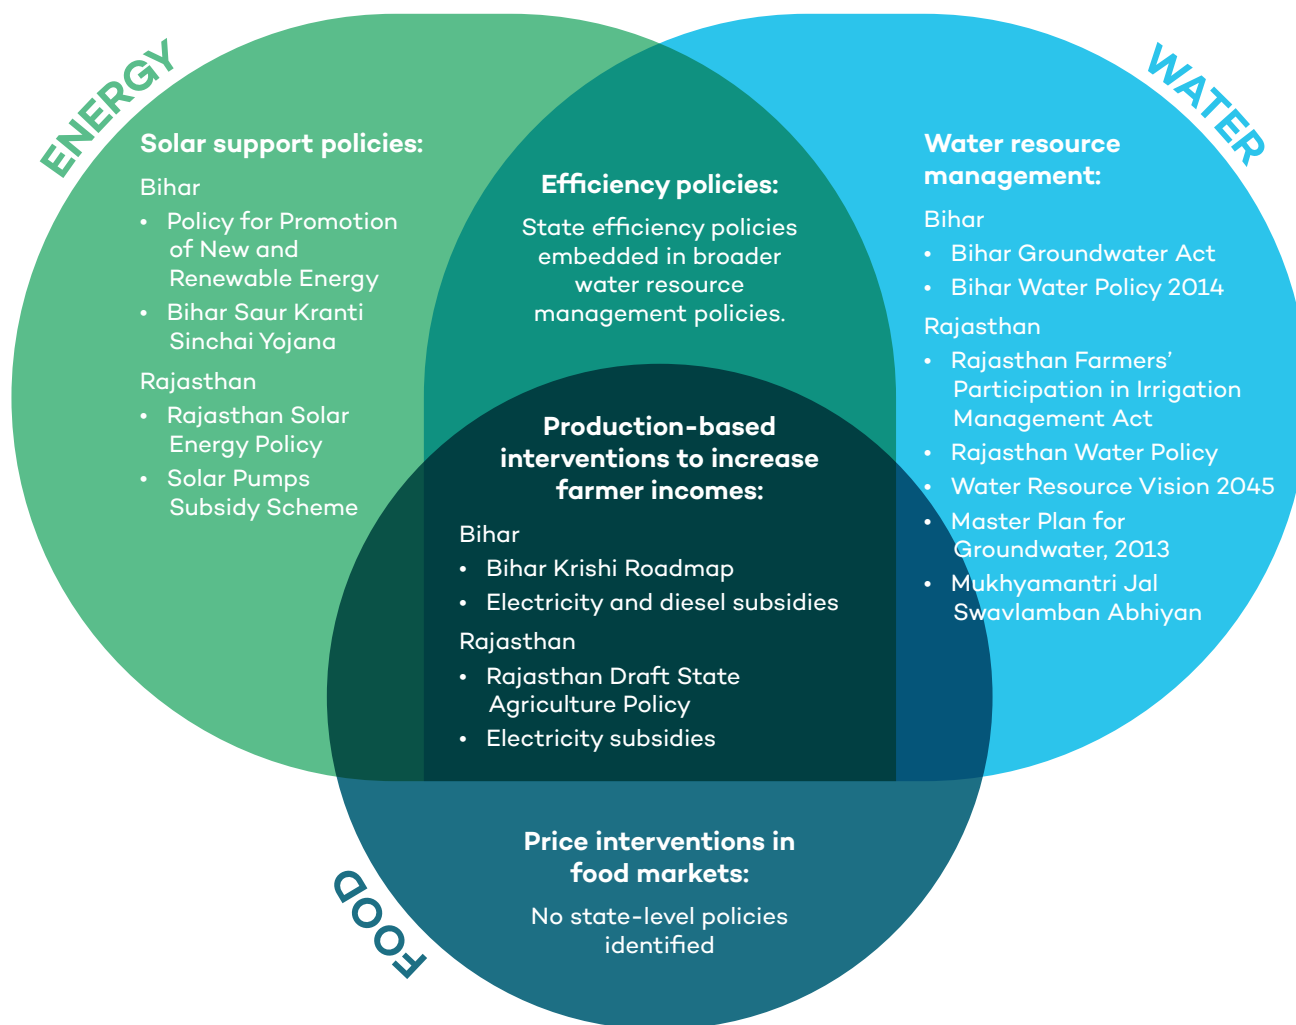 ENERGY
Solar support policies:
Bihar
• Policy for Promotion
of New and
Renewable Energy
• Bihar Saur Kranti
Sinchai Yojana
Rajasthan
• Rajasthan Solar
Energy Policy
• Solar Pumps
Subsidy Scheme
Efficiency policies:
State efficiency policies
embedded in broader
water resource
management policies.
WATER
Water resource
management:
Bihar
• Bihar Groundwater Act
• Bihar Water Policy 2014
Rajasthan
• Rajasthan Farmers’
Participation in Irrigation
Management Act
• Rajasthan Water Policy
• Water Resource Vision 2045
• Master Plan for
Groundwater, 2013
• Mukhyamantri Jal
Swavlamban Abhiyan
Production-based
interventions to increase
farmer incomes:
Bihar
• Bihar Krishi Roadmap
• Electricity and diesel subsidies
Rajasthan
• Rajasthan Draft State
Agriculture Policy
• Electricity subsidies
FOOD
Price interventions in
food markets:
No state-level policies
identified